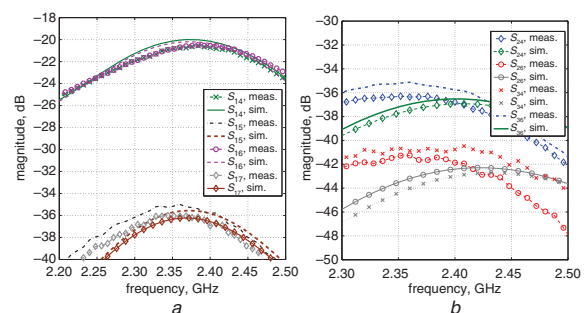 a
−18
−20
−22
−24
−26
−28
−30
−32
−34
−36
−38
−40
magnitude, dB
S14, meas.
S14, sim.
S15, meas.
S15, sim.
S16, meas.
S16, sim.
S17, meas.
S17, sim.
2.20 2.25 2.30 2.35 2.40 2.45 2.50
frequency, GHz
a
b
−30
−32
−34
−36
−38
−40
−42
−44
−46
−48
−50
magnitude, dB
S24, meas.
S24, sim.
S26, meas.
S26, sim.
S34, meas.
S34, sim.
S36, meas.
S36, sim.
2.30 2.35 2.40 2.45 2.50
frequency, GHz
b